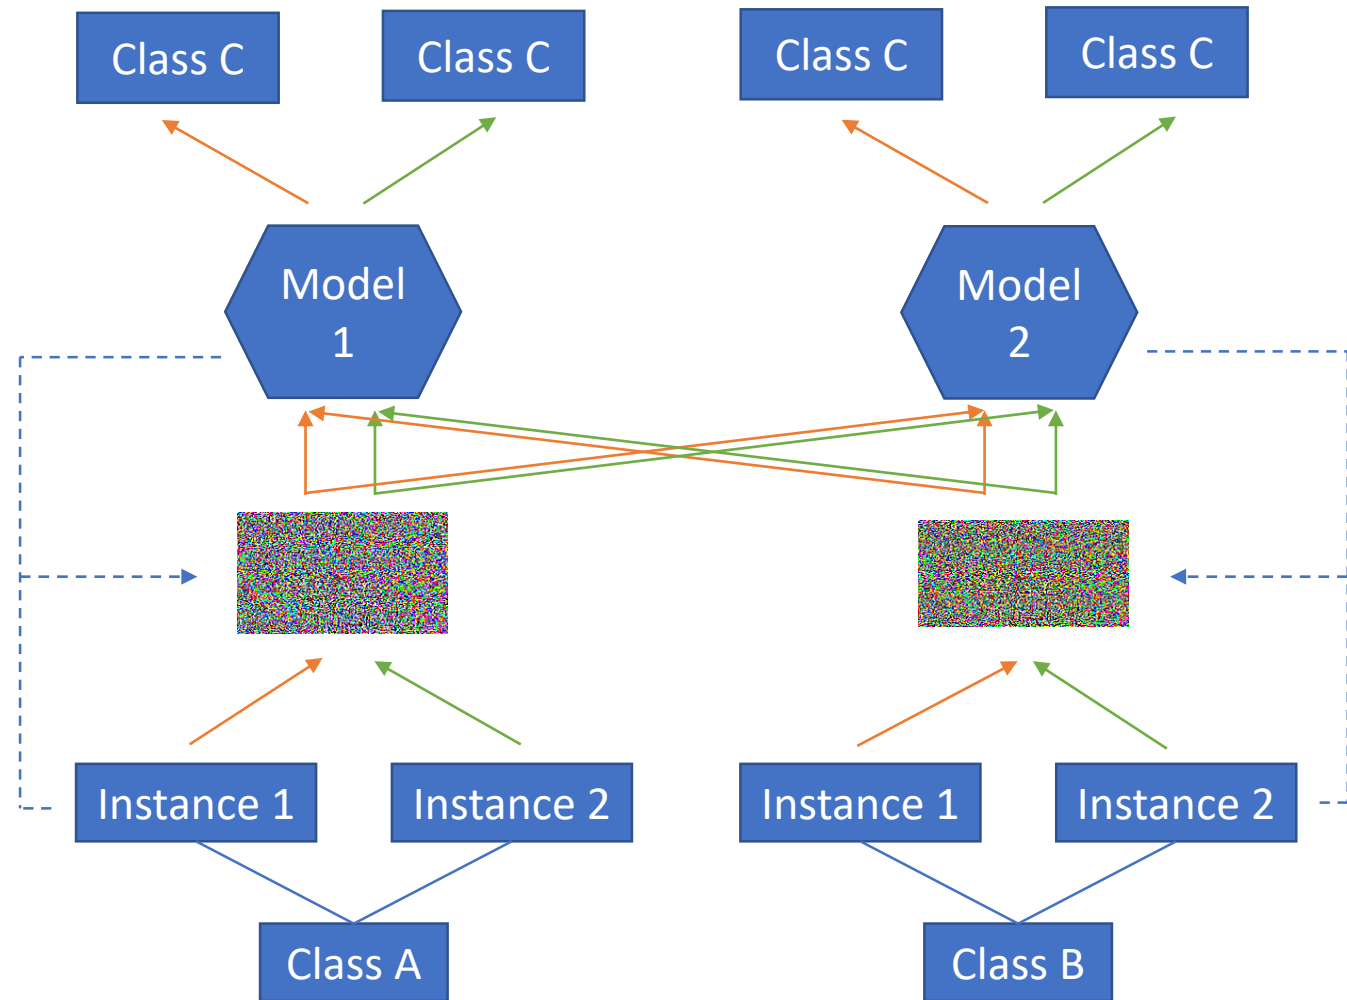 Class C
Class C
Class C
Class C
Model
1
Model
2
Instance 1
Instance 2
Instance 1
Instance 2
Class A
Class B